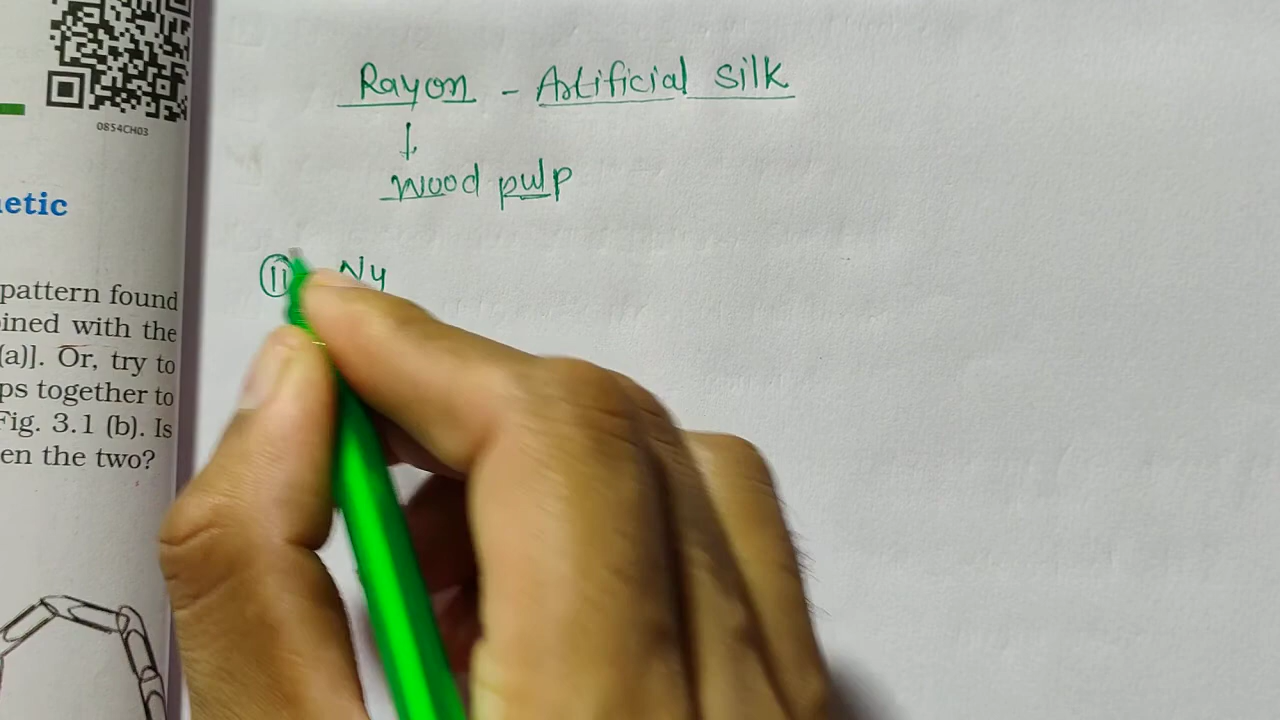 0854CH03
etic
pattern found
ined with the
(a)]. Or, try to
ps together to
Fig. 3.1 (b). Is
en the two?
Rayon - Artificial silk
↓
wood pulp
(11) Ny